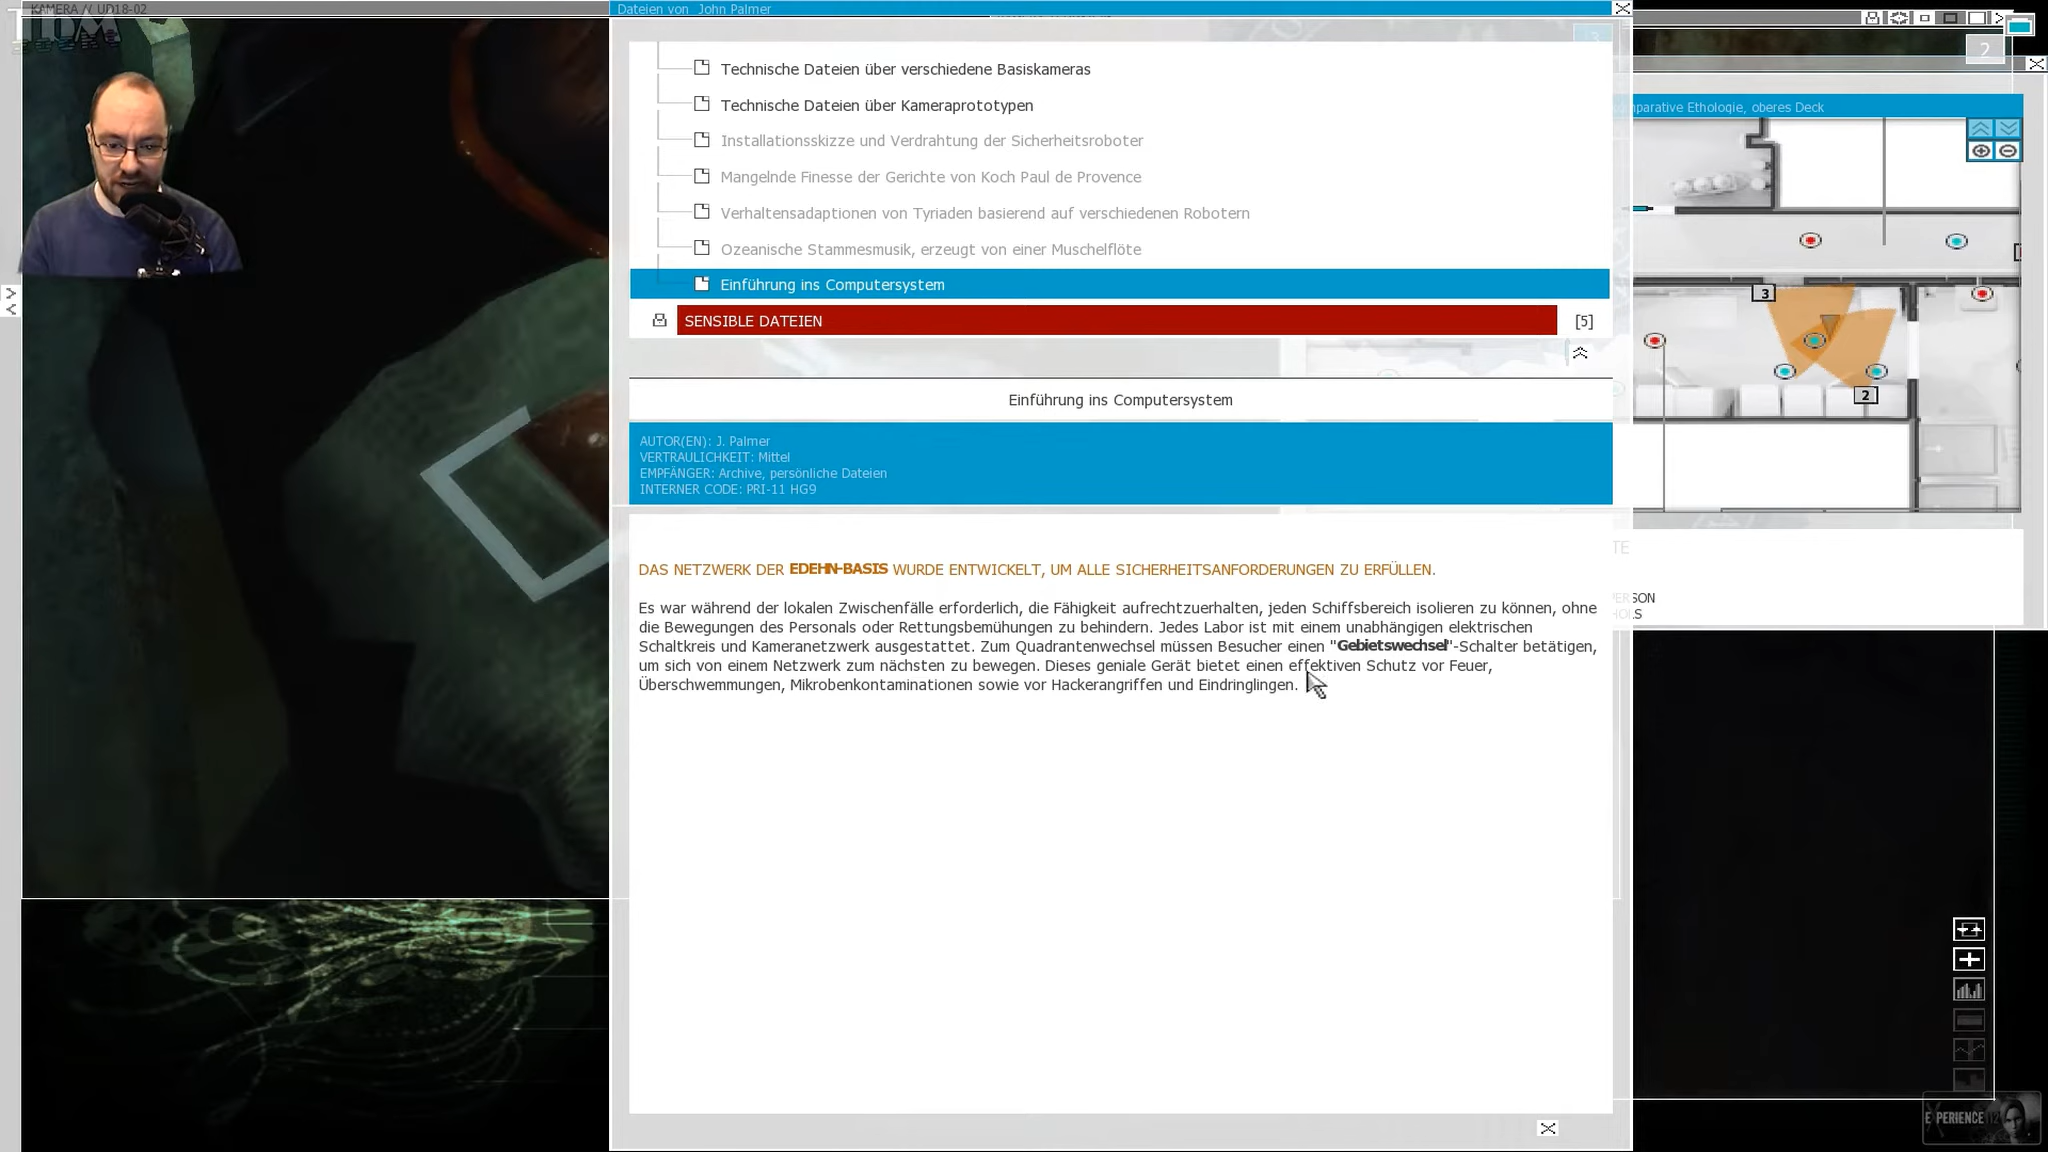 KAMERA // UD18-02
Dateien von John Palmer
2
Technische Dateien über verschiedene Basiskameras
Technische Dateien über Kameraprototypen
Installationsskizze und Verdrahtung der Sicherheitsroboter
Mangelnde Finesse der Gerichte von Koch Paul de Provence
Verhaltensadaptionen von Tyriaden basierend auf verschiedenen Robotern
Ozeanische Stammesmusik, erzeugt von einer Muschelflöte
Einführung ins Computersystem
SENSIBLE DATEIEN [5]
Einführung ins Computersystem
AUTOR(EN): J. Palmer
VERTRAULICHKEIT: Mittel
EMPFÄNGER: Archive, persönliche Dateien
INTERNER CODE: PRI-11 HG9
DAS NETZWERK DER EDEHN-BASIS WURDE ENTWICKELT, UM ALLE SICHERHEITSANFORDERUNGEN ZU ERFÜLLEN.
Es war während der lokalen Zwischenfälle erforderlich, die Fähigkeit aufrechtzuerhalten, jeden Schiffsbereich isolieren zu können, ohne
die Bewegungen des Personals oder Rettungsbemühungen zu behindern. Jedes Labor ist mit einem unabhängigen elektrischen
Schaltkreis und Kameranetzwerk ausgestattet. Zum Quadrantenwechsel müssen Besucher einen "Gebietswechsel"-Schalter betätigen,
um sich von einem Netzwerk zum nächsten zu bewegen. Dieses geniale Gerät bietet einen effektiven Schutz vor Feuer,
Überschwemmungen, Mikrobenkontaminationen sowie vor Hackerangriffen und Eindringlingen.
mparative Ethologie, oberes Deck
3
2
TE
ERSON
HOLS
EXPERIENCE 112